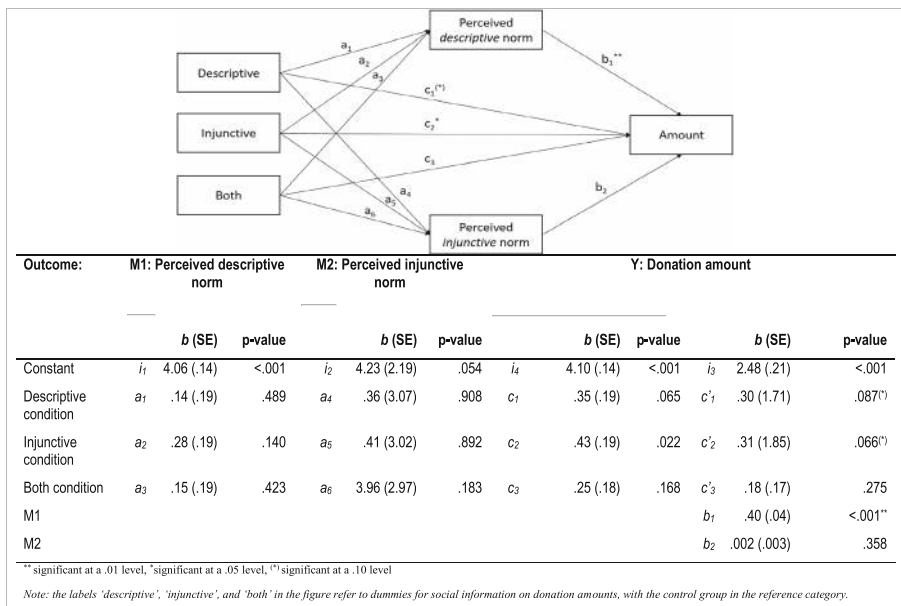 Perceived
descriptive norm
a1
a2
a3
b1**
Descriptive
c1(*)
Injunctive
c2*
Amount
c3
Both
a4
a5
a6
b2
Perceived
injunctive norm
Outcome: M1: Perceived descriptive norm M2: Perceived injunctive norm Y: Donation amount
b (SE) p-value b (SE) p-value b (SE) p-value b (SE) p-value
Constant i1 4.06 (.14) <.001 i2 4.23 (2.19) .054 i4 4.10 (.14) <.001 i3 2.48 (.21) <.001
Descriptive condition a1 .14 (.19) .489 a4 .36 (3.07) .908 c1 .35 (.19) .065 c'1 .30 (1.71) .087(*)
Injunctive condition a2 .28 (.19) .140 a5 .41 (3.02) .892 c2 .43 (.19) .022 c'2 .31 (1.85) .066(*)
Both condition a3 .15 (.19) .423 a6 3.96 (2.97) .183 c3 .25 (.18) .168 c'3 .18 (.17) .275
M1 b1 .40 (.04) <.001**
M2 b2 .002 (.003) .358
** significant at a .01 level, *significant at a .05 level, (*) significant at a .10 level
Note: the labels 'descriptive', 'injunctive', and 'both' in the figure refer to dummies for social information on donation amounts, with the control group in the reference category.